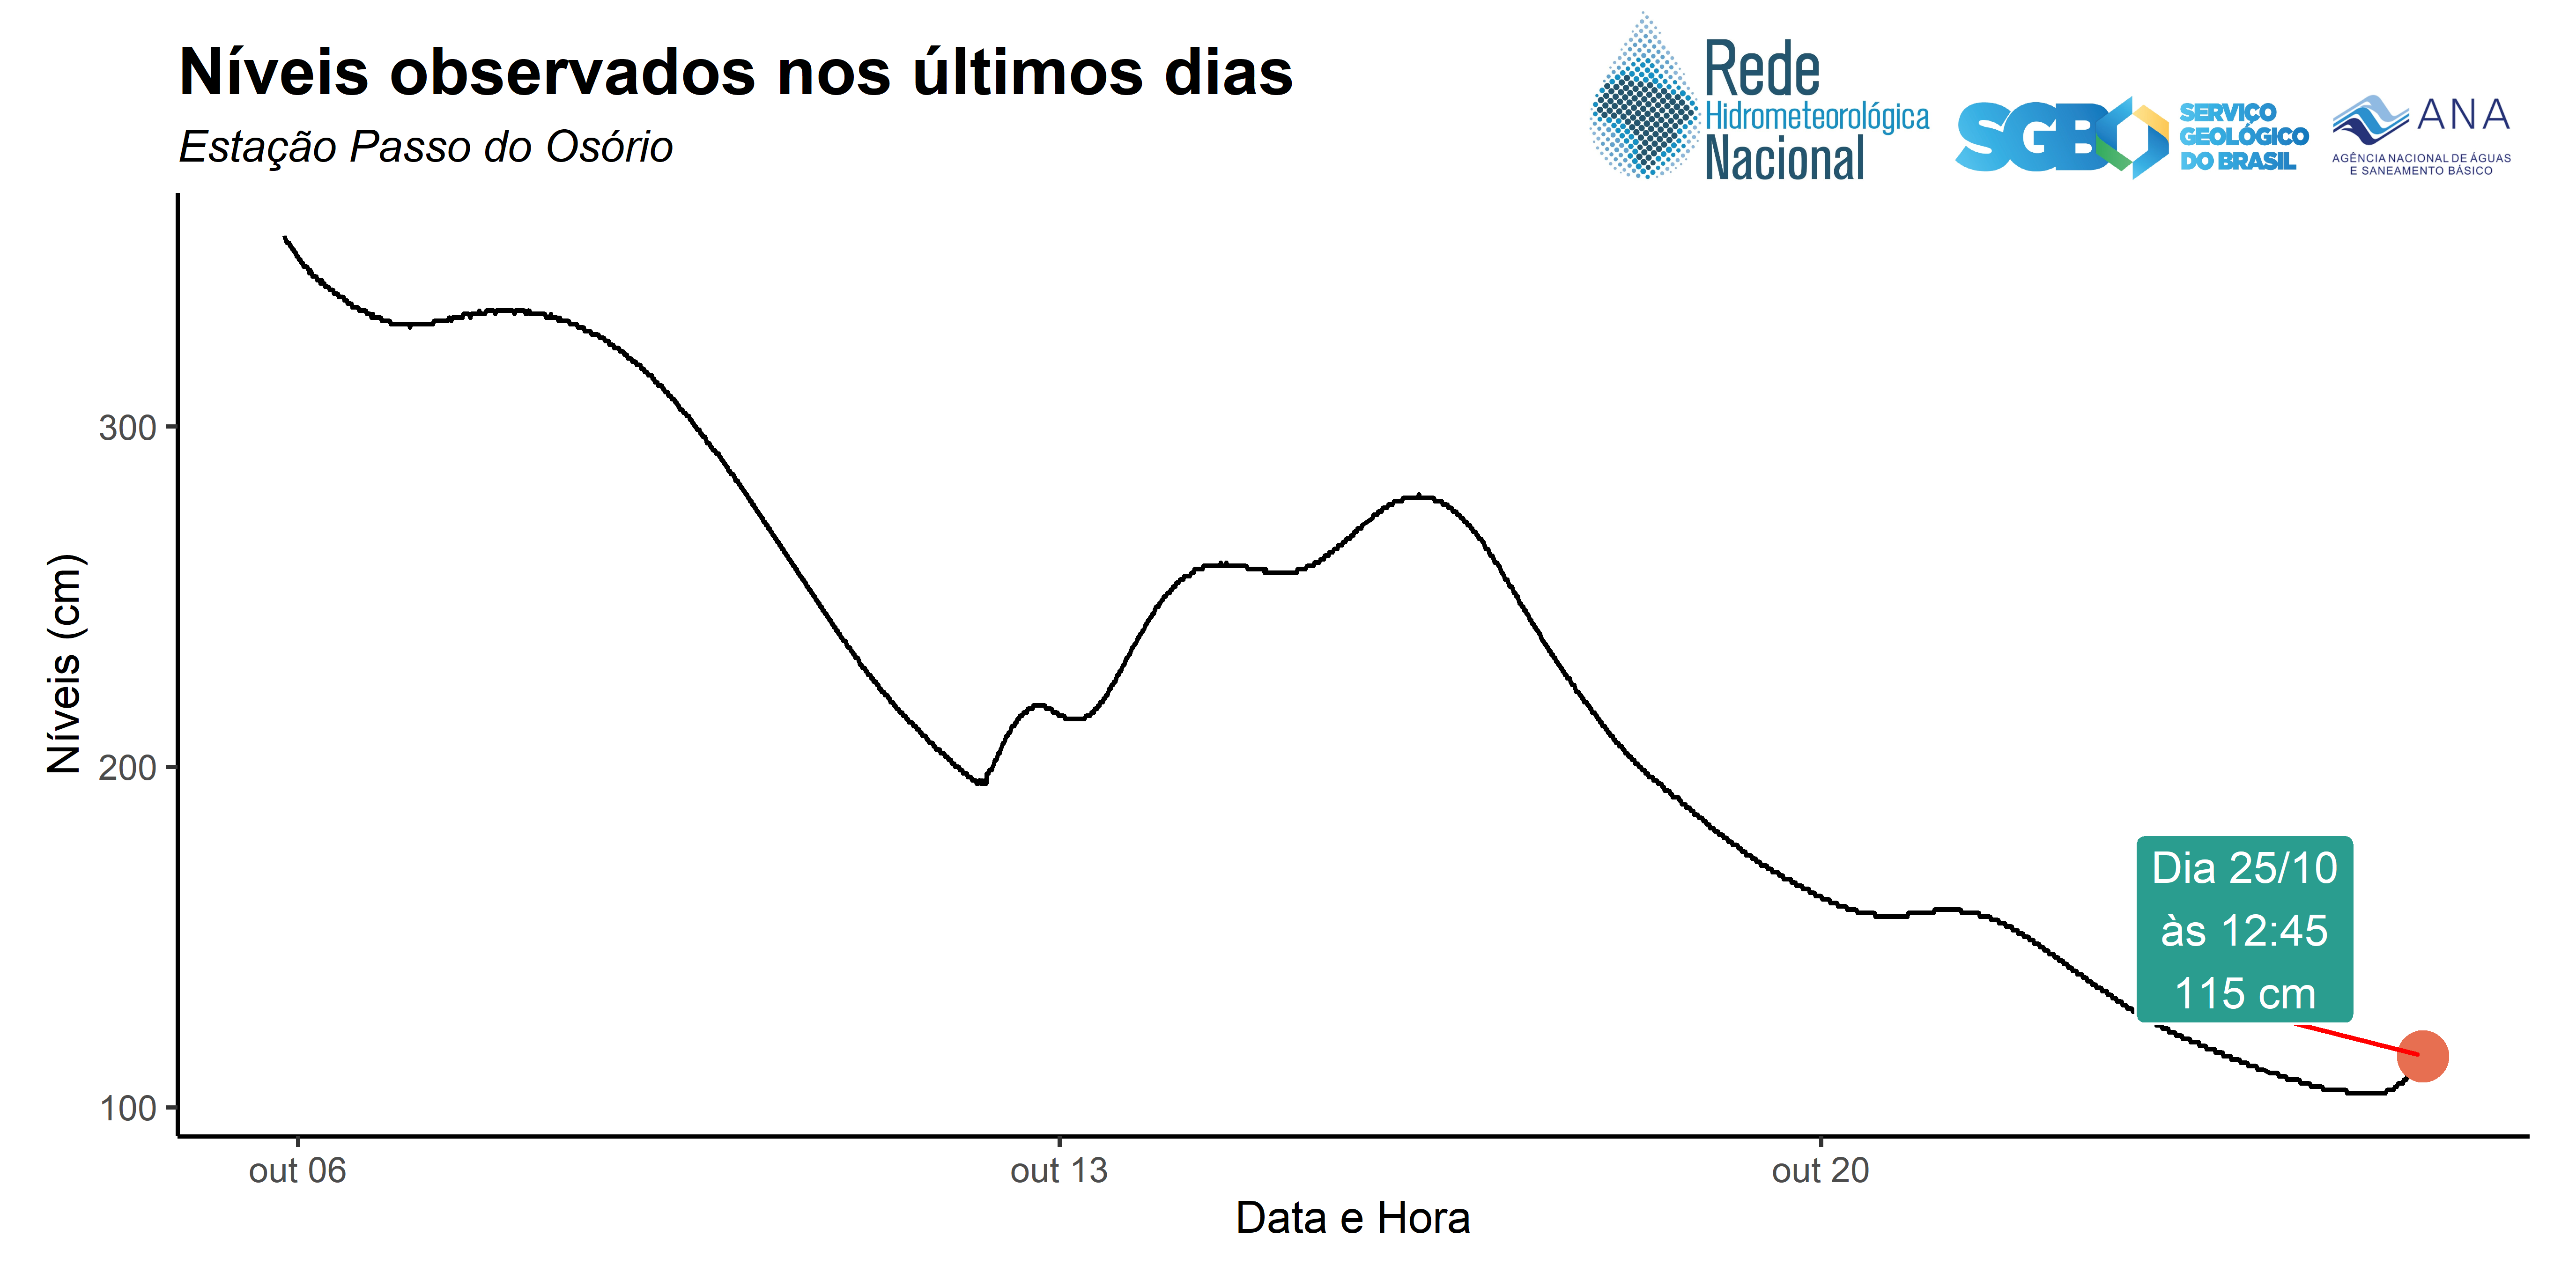 Níveis observados nos últimos dias
Estação Passo do Osório
Rede
Hidrometeorológica
Nacional
SGB
SERVIÇO
GEOLÓGICO
DO BRASIL
ANA
AGÊNCIA NACIONAL DE ÁGUAS
E SANEAMENTO BÁSICO
Níveis (cm)
300
200
100
Dia 25/10
às 12:45
115 cm
out 06
out 13
out 20
Data e Hora